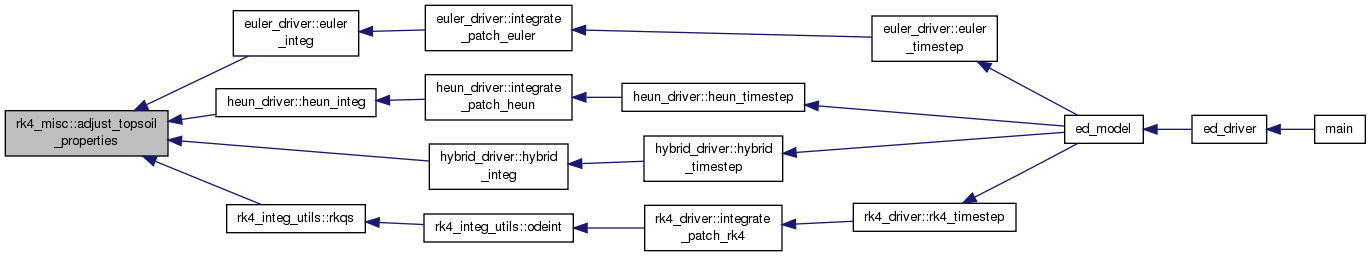 euler_driver::euler
_integ
euler_driver::integrate
_patch_euler
euler_driver::euler
_timestep
heun_driver::heun_integ
heun_driver::integrate
_patch_heun
heun_driver::heun_timestep
rk4_misc::adjust_topsoil
_properties
ed_model
ed_driver
main
hybrid_driver::hybrid
_integ
hybrid_driver::hybrid
_timestep
rk4_integ_utils::rkqs
rk4_integ_utils::odeint
rk4_driver::integrate
_patch_rk4
rk4_driver::rk4_timestep